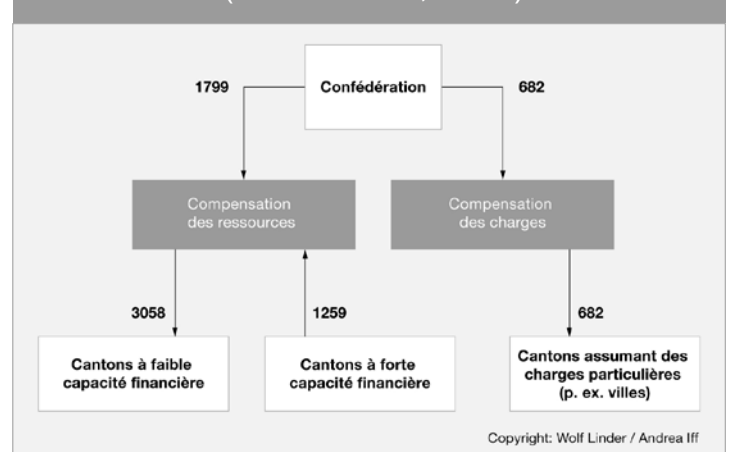 1799
Confédération
682
Compensation
des ressources
Compensation
des charges
3058
1259
682
Cantons à faible
capacité financière
Cantons à forte
capacité financière
Cantons assumant des
charges particulières
(p. ex. villes)
Copyright: Wolf Linder / Andrea Iff